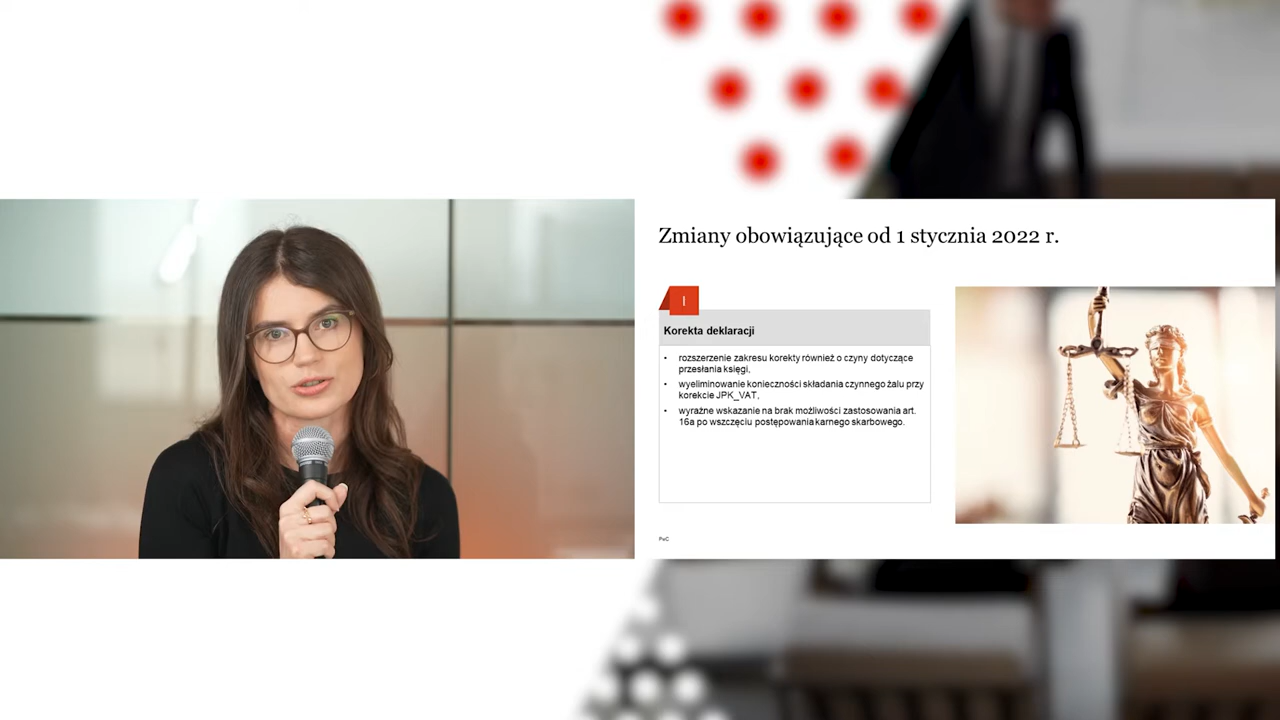 Zmiany obowiązujące od 1 stycznia 2022 r.
I
Korekta deklaracji
• rozszerzenie zakresu korekty również o czyny dotyczące
przesłania księgi,
• wyeliminowanie konieczności składania czynnego żalu przy
korekcie JPK_VAT,
• wyraźne wskazanie na brak możliwości zastosowania art.
16a po wszczęciu postępowania karnego skarbowego.
PwC